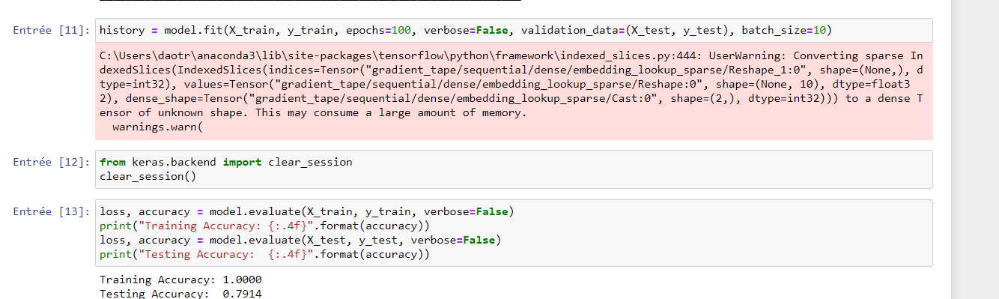 Entrée [11]: history = model.fit(X_train, y_train, epochs=100, verbose=False, validation_data=(X_test, y_test), batch_size=10)
C:\Users\daotr\anaconda3\lib\site-packages\tensorflow\python\framework\indexed_slices.py:444: UserWarning: Converting sparse In
dexedSlices(IndexedSlices(indices=Tensor("gradient_tape/sequential/dense/embedding_lookup_sparse/Reshape_1:0", shape=(None,), d
type=int32), values=Tensor("gradient_tape/sequential/dense/embedding_lookup_sparse/Reshape:0", shape=(None, 10), dtype=float3
2), dense_shape=Tensor("gradient_tape/sequential/dense/embedding_lookup_sparse/Cast:0", shape=(2,), dtype=int32))) to a dense T
ensor of unknown shape. This may consume a large amount of memory.
  warnings.warn(
Entrée [12]: from keras.backend import clear_session
clear_session()
Entrée [13]: loss, accuracy = model.evaluate(X_train, y_train, verbose=False)
print("Training Accuracy: {:.4f}".format(accuracy))
loss, accuracy = model.evaluate(X_test, y_test, verbose=False)
print("Testing Accuracy:  {:.4f}".format(accuracy))
Training Accuracy: 1.0000
Testing Accuracy:  0.7914